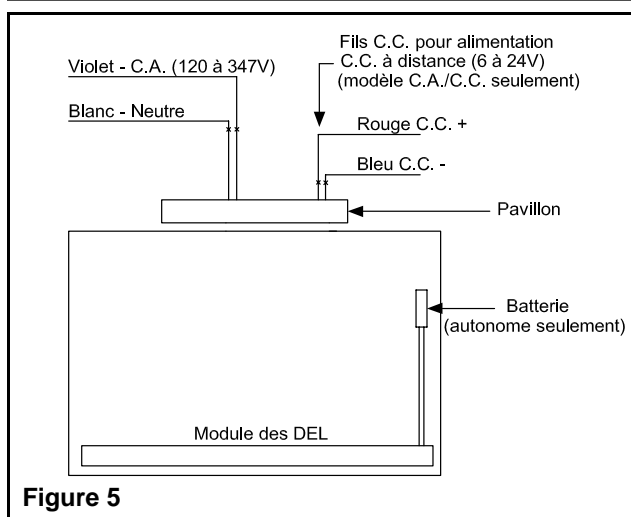 Violet - C.A. (120 à 347V)
Blanc - Neutre
Fils C.C. pour alimentation
C.C. à distance (6 à 24V)
(modèle C.A./C.C. seulement)
Rouge C.C. +
Bleu C.C. -
Pavillon
Batterie
(autonome seulement)
Module des DEL
Figure 5